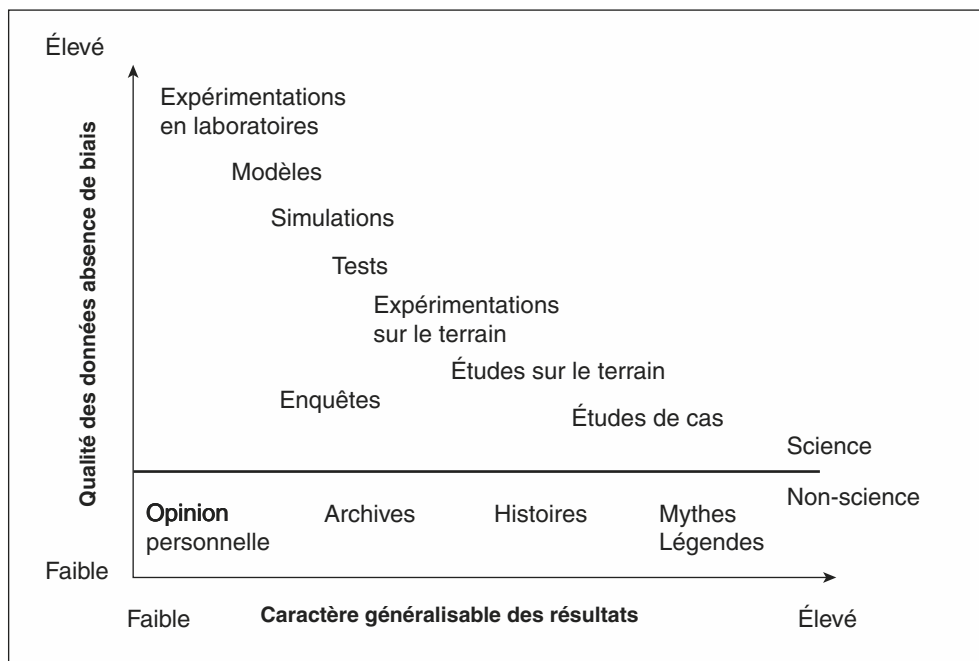 Élevé
Qualité des données absence de biais
Expérimentations
en laboratoires
Modèles
Simulations
Tests
Expérimentations
sur le terrain
Études sur le terrain
Enquêtes
Études de cas
Science
Non-science
Opinion
personnelle
Archives
Histoires
Mythes
Légendes
Faible
Faible
Caractère généralisable des résultats
Élevé